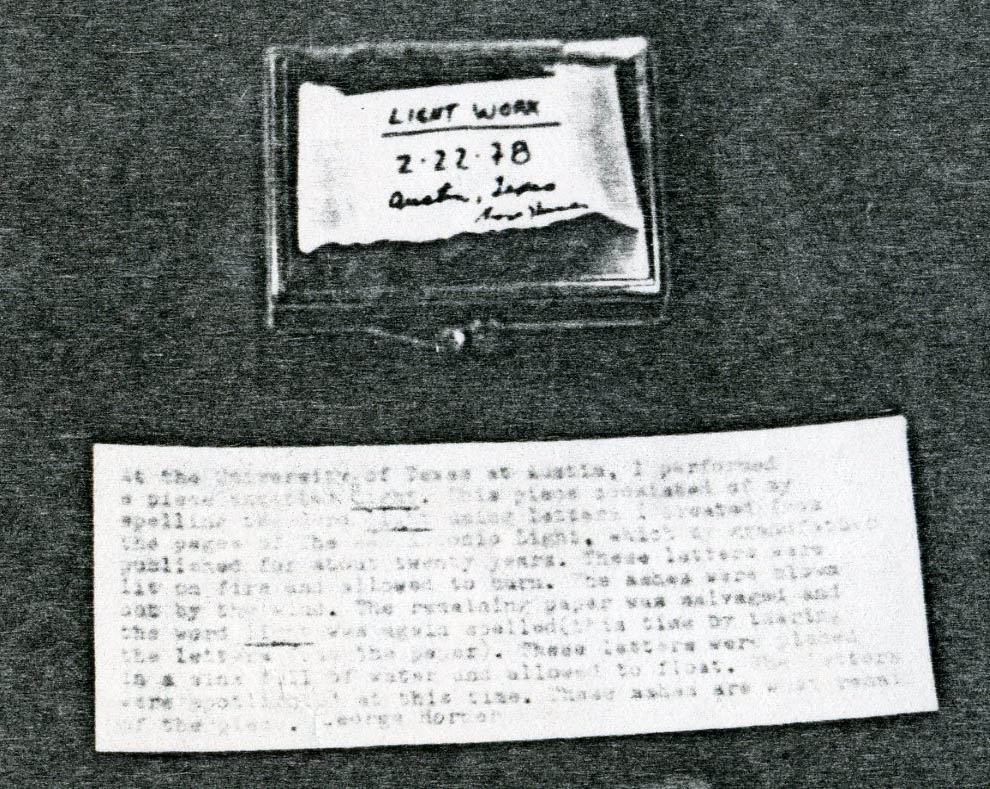 LIGHT WORK
2·22·78
Austin, Texas
At the University of Texas at Austin, I performed
a piece entitled Light. This piece consisted of my
spelling the word using letters I created from
the pages of The Light, which my grandfather
published for about twenty years. These letters were
lit on fire and allowed to burn. The ashes were blown
out by the wind. The remaining paper was salvaged and
the word light was again spelled(this time by tearing
the letters the paper). These letters were placed
in a sink full of water and allowed to float. The letters
were at this time. These ashes are what remain
of the piece. George Horner